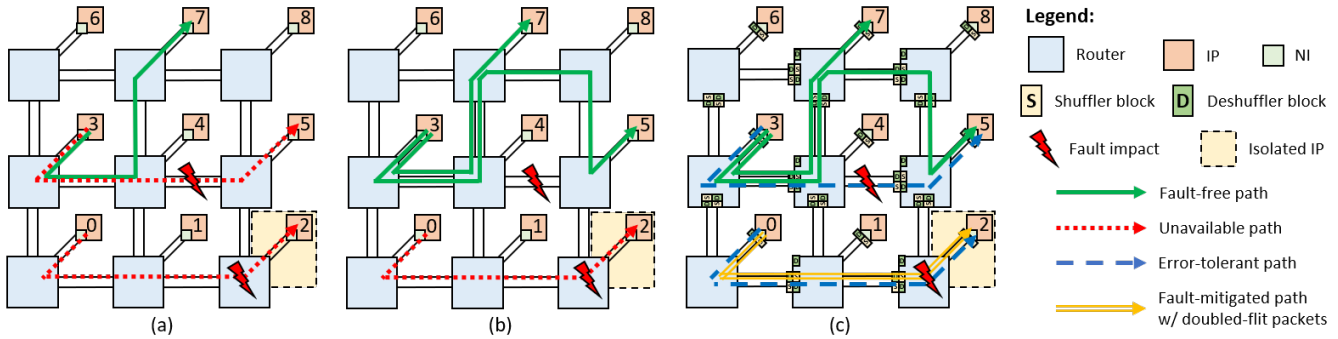 6 7 8
3 4 5
0 1 2
(a)
6 7 8
3 4 5
0 1 2
(b)
6 7 8
3 4 5
0 1 2
(c)
Legend:
Router IP NI
S Shuffler block D Deshuffler block
Fault impact Isolated IP
Fault-free path
Unavailable path
Error-tolerant path
Fault-mitigated path
w/ doubled-flit packets